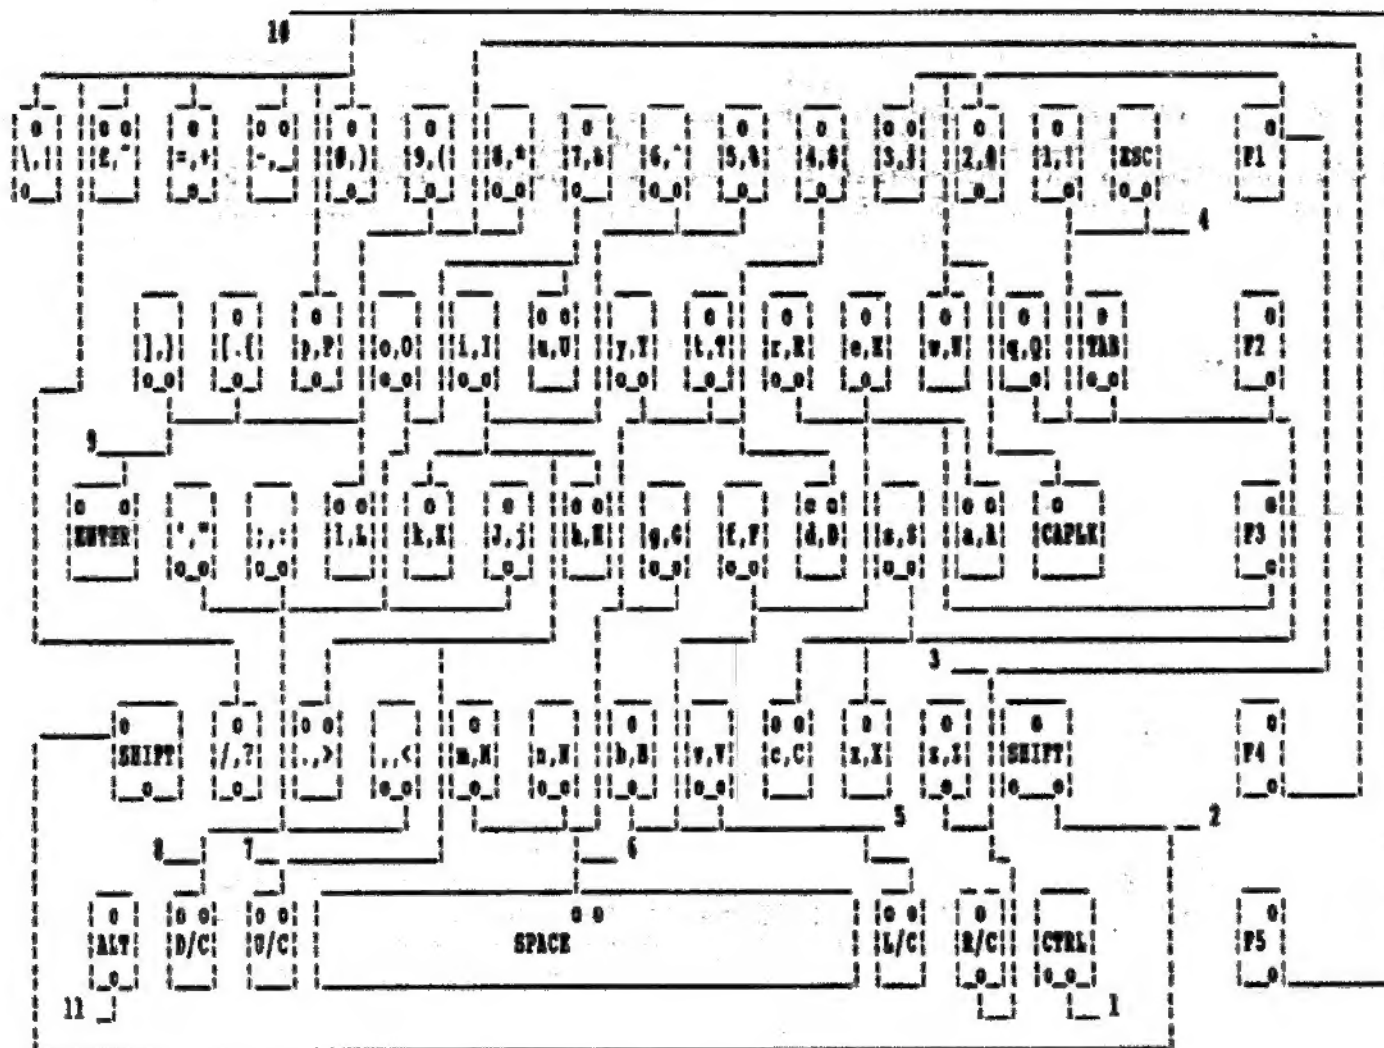 10
\,| £,~ =,+ -,_ 0,) 9,( 8,* 7,& 6,^ 5,% 4,$ 3,§ 2,@ 1,! ESC F1
4
],} [.{ p,P o,O i,I u,U y,Y t,T r,R e,E w,W q,Q TAB F2
9
ENTER '," ;,: l,L k,K J,j h,H g,G f,F d,D s,S a,A CAPLK F3
3
SHIFT /,? .,> ,,< m,M n,N b,B v,V c,C x,X z,Z SHIFT F4
8 7 6 5 2
ALT D/C U/C SPACE L/C R/C CTRL F5
11 1